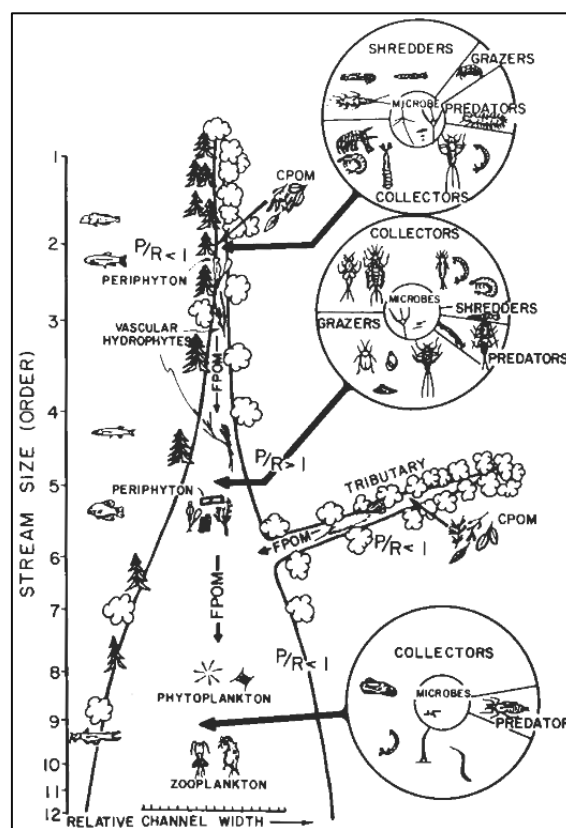 SHREDDERS
GRAZERS
MICROBE
PREDATORS
COLLECTORS
CPOM
1
2
P/R < 1
PERIPHYTON
3
VASCULAR
HYDROPHYTES
FPOM
4
COLLECTORS
MICROBES
SHREDDERS
GRAZERS
PREDATORS
STREAM SIZE (ORDER)
5
P/R > 1
PERIPHYTON
TRIBUTARY
CPOM
FPOM
P/R < 1
6
FPOM
7
P/R < 1
8
PHYTOPLANKTON
COLLECTORS
MICROBES
PREDATOR
9
10
ZOOPLANKTON
11
12
RELATIVE CHANNEL WIDTH